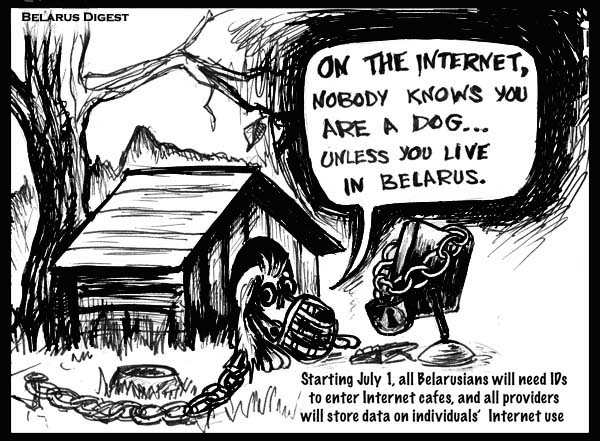 BELARUS DIGEST
ON THE INTERNET,
NOBODY KNOWS YOU
ARE A DOG...
UNLESS YOU LIVE
IN BELARUS.
Starting July 1, all Belarusians will need IDs
to enter Internet cafes, and all providers
will store data on individuals' Internet use